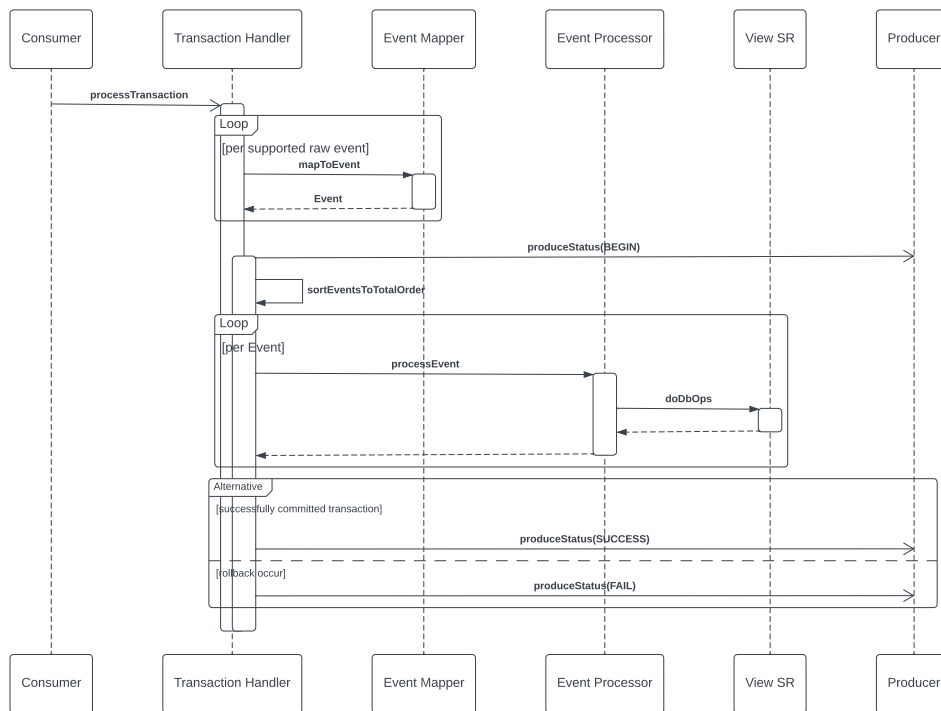 Consumer
Transaction Handler
Event Mapper
Event Processor
View SR
Producer
processTransaction
Loop
[per supported raw event]
mapToEvent
Event
produceStatus(BEGIN)
sortEventsToTotalOrder
Loop
[per Event]
processEvent
doDbOps
Alternative
[successfully committed transaction]
produceStatus(SUCCESS)
[rollback occur]
produceStatus(FAIL)
Consumer
Transaction Handler
Event Mapper
Event Processor
View SR
Producer